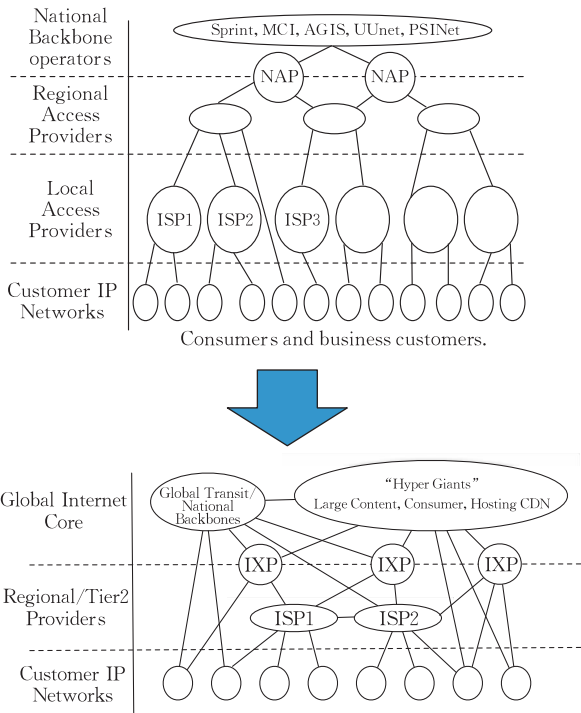 National
Backbone
operators
Sprint, MCI, AGIS, UUnet, PSINet
NAP
NAP
Regional
Access
Providers
Local
Access
Providers
ISP1
ISP2
ISP3
Customer IP
Networks
Consumers and business customers.
Global Internet
Core
Global Transit/
National
Backbones
“Hyper Giants”
Large Content, Consumer, Hosting CDN
IXP
IXP
IXP
Regional/Tier2
Providers
ISP1
ISP2
Customer IP
Networks